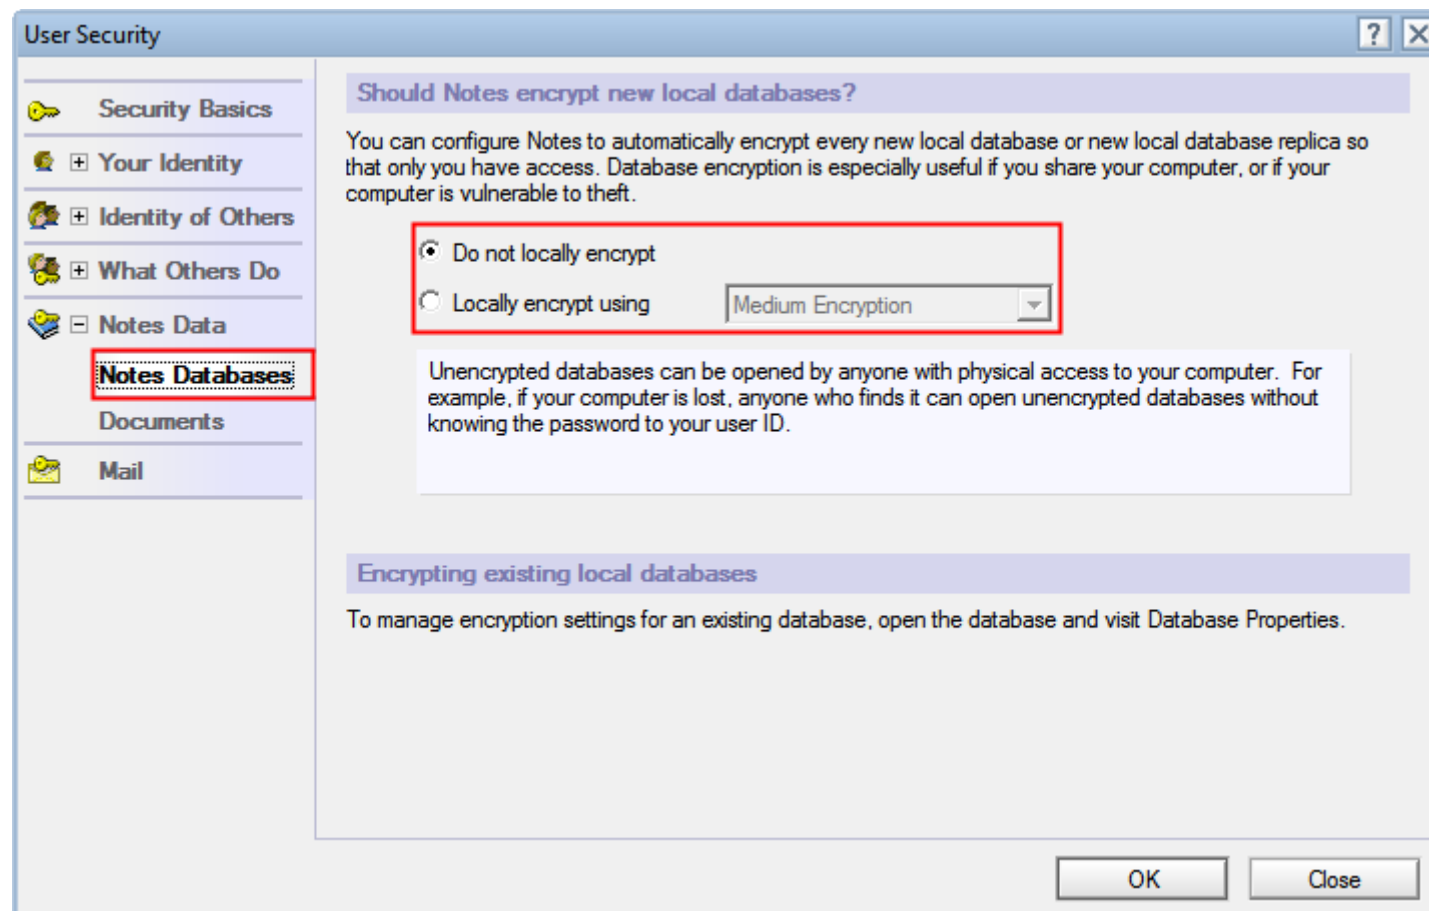 User Security
?
Security Basics
Your Identity
Identity of Others
What Others Do
Notes Data
Notes Databases
Documents
Mail
Should Notes encrypt new local databases?
You can configure Notes to automatically encrypt every new local database or new local database replica so
that only you have access. Database encryption is especially useful if you share your computer, or if your
computer is vulnerable to theft.
Do not locally encrypt
Locally encrypt using Medium Encryption
Unencrypted databases can be opened by anyone with physical access to your computer.  For
example, if your computer is lost, anyone who finds it can open unencrypted databases without
knowing the password to your user ID.
Encrypting existing local databases
To manage encryption settings for an existing database, open the database and visit Database Properties.
OK Close